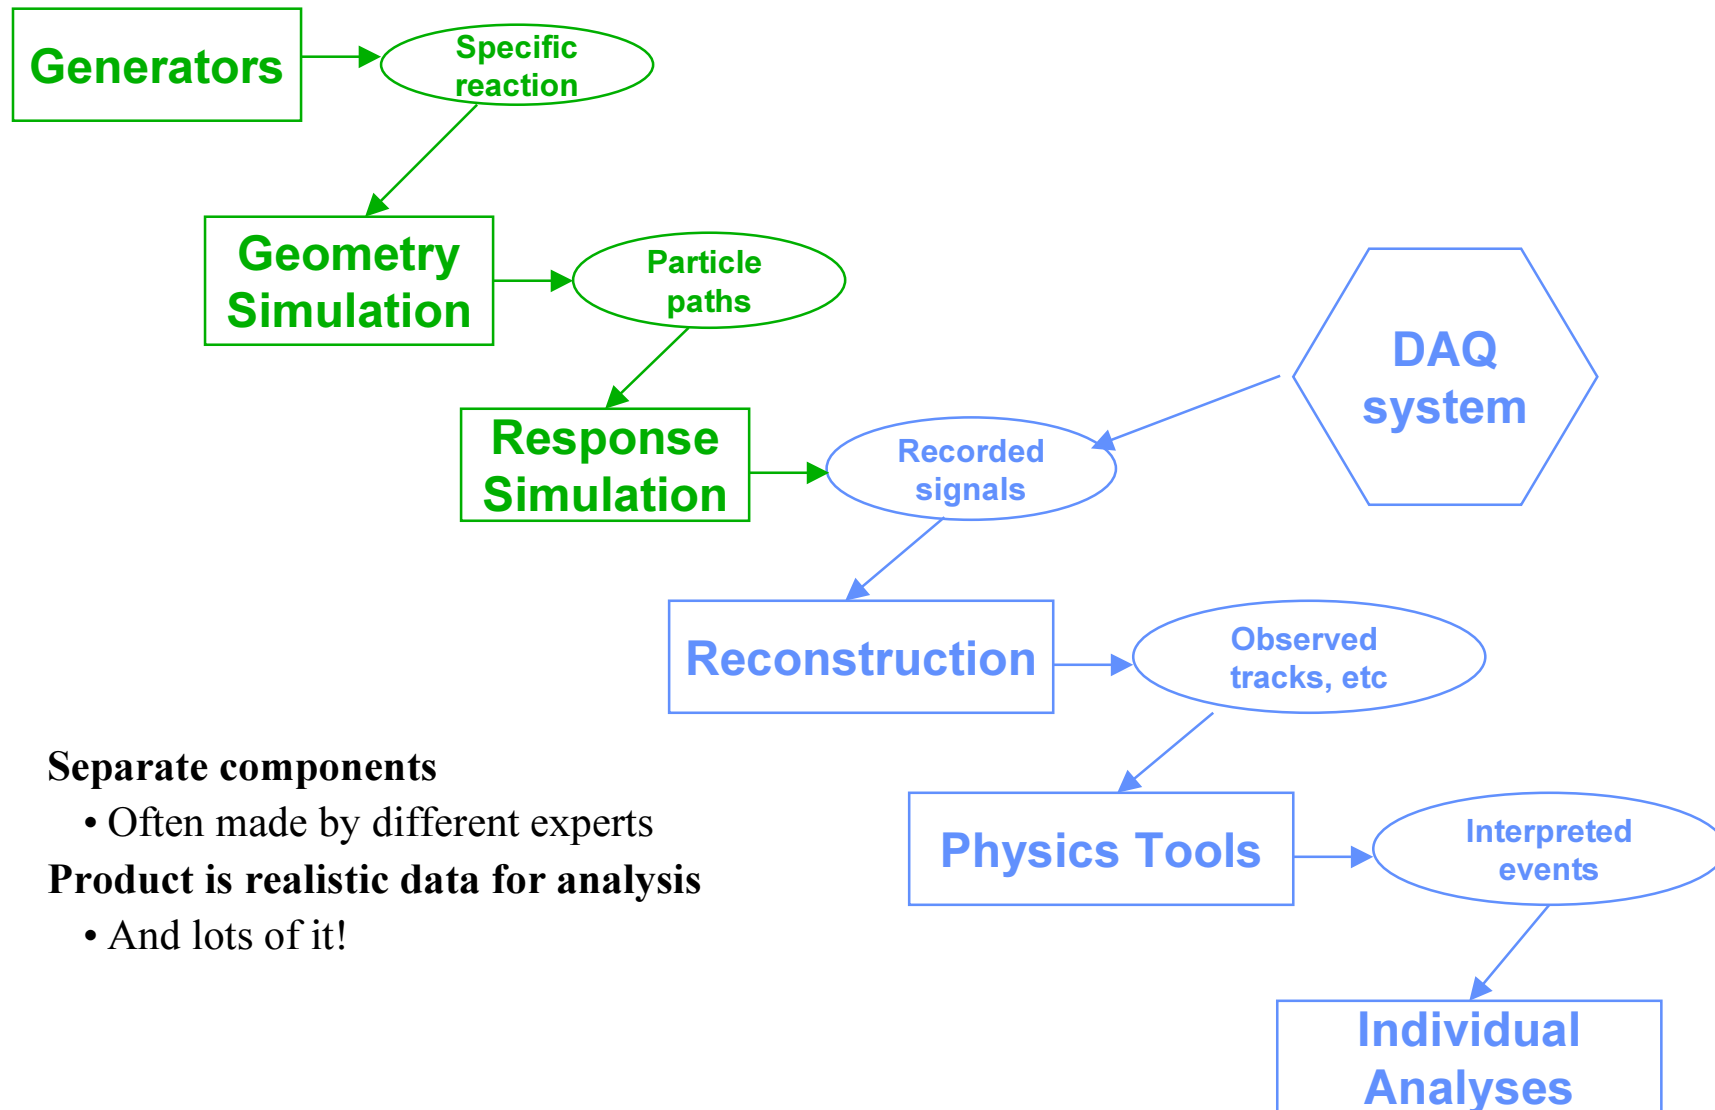 Generators
Specific
reaction
Geometry
Simulation
Particle
paths
DAQ
system
Response
Simulation
Recorded
signals
Reconstruction
Observed
tracks, etc
Separate components
• Often made by different experts
Product is realistic data for analysis
• And lots of it!
Physics Tools
Interpreted
events
Individual
Analyses